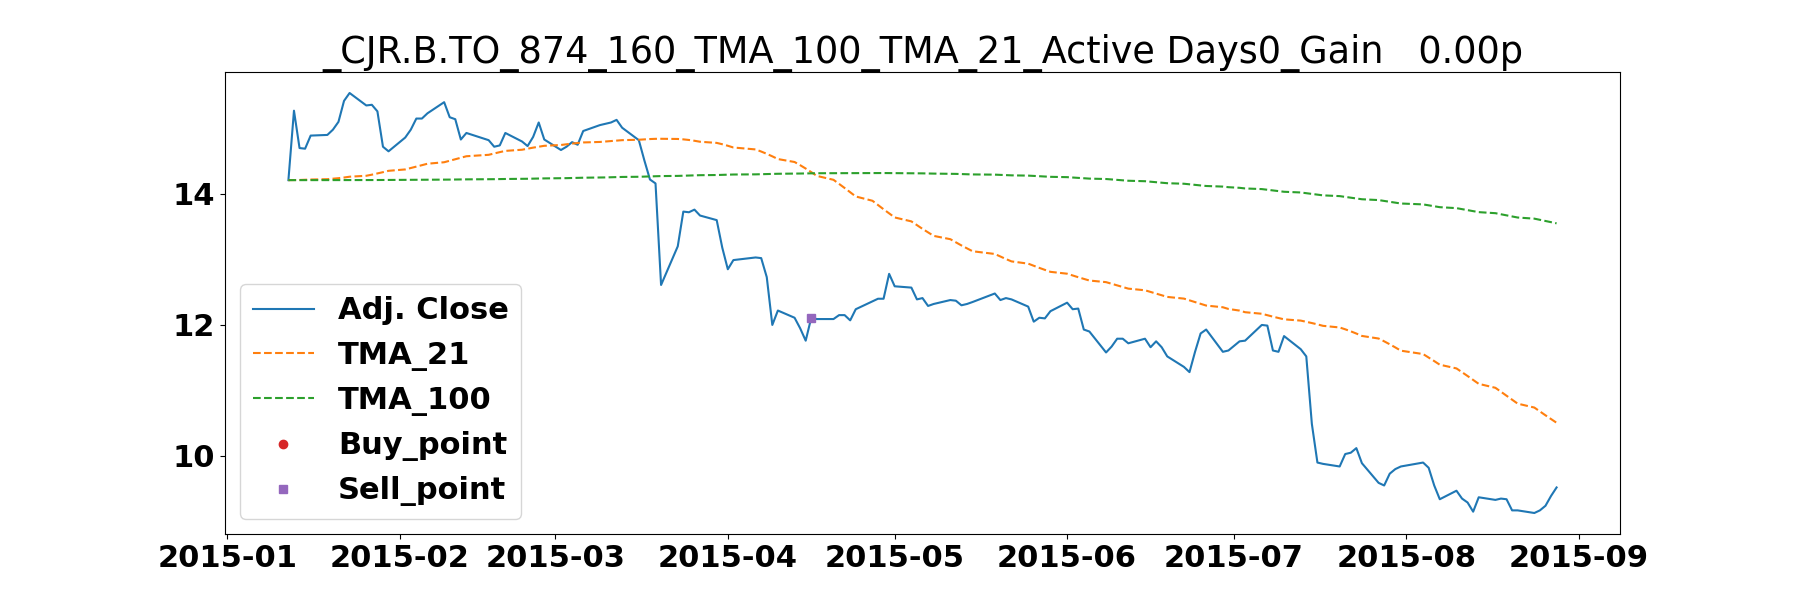 _CJR.B.TO_874_160_TMA_100_TMA_21_Active Days0_Gain   0.00p
14
12
10
Adj. Close
TMA_21
TMA_100
Buy_point
Sell_point
2015-01 2015-02 2015-03 2015-04 2015-05 2015-06 2015-07 2015-08 2015-09